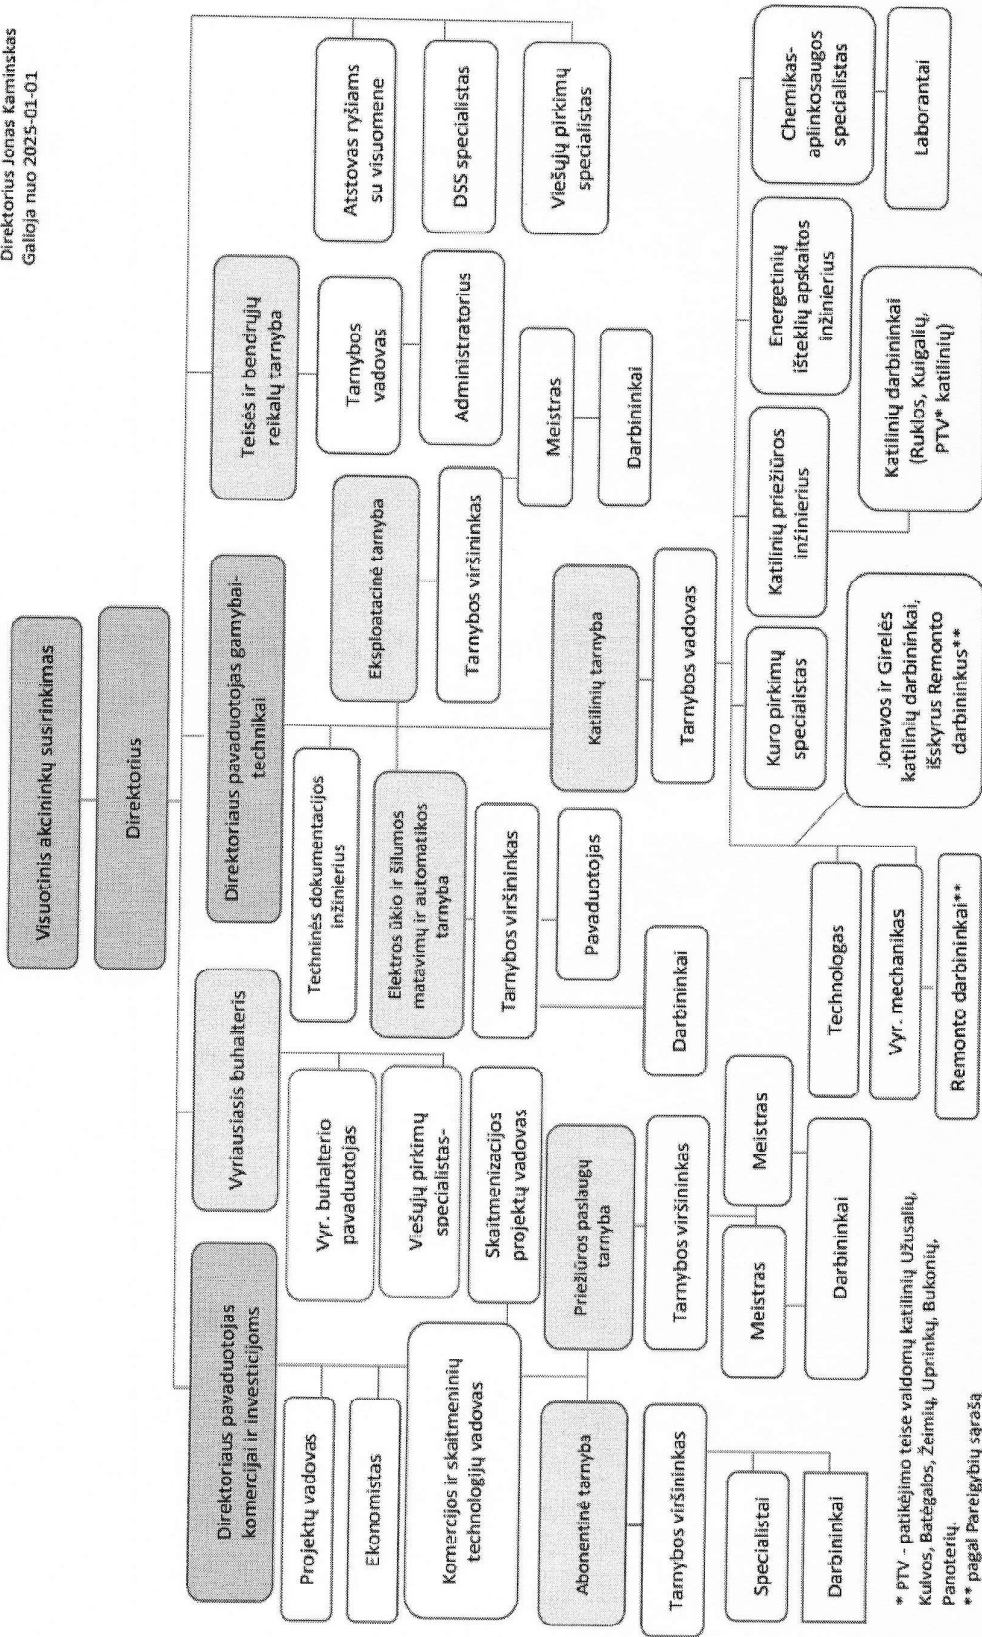 Direktorius Jonas Kaminskas
Galioja nuo 2025-01-01
Visuotinis akcininkų susirinkimas
Direktorius
Direktoriaus pavaduotojas
komercijai ir investicijoms
Vyriausiasis buhalteris
Direktoriaus pavaduotojas gamybai-
technikai
Teisės ir bendrųjų
reikalų tarnyba
Projektų vadovas
Ekonomistas
Komercijos ir skaitmeninių
technologijų vadovas
Vyr. buhalterio
pavaduotojas
Viešųjų pirkimų
specialistas-
Skaitmenizacijos
projektų vadovas
Techninės dokumentacijos
inžinierius
Elektros ūkio ir šilumos
matavimų ir automatikos
tarnyba
Tarnybos viršininkas
Pavaduotojas
Darbininkai
Eksploatacinė tarnyba
Tarnybos viršininkas
Meistras
Darbininkai
Tarnybos
vadovas
Administratorius
Atstovas ryšiams
su visuomene
DSS specialistas
Viešųjų pirkimų
specialistas
Abonentinė tarnyba
Tarnybos viršininkas
Specialistai
Darbininkai
Priežiūros paslaugų
tarnyba
Tarnybos viršininkas
Meistras
Meistras
Darbininkai
Katilinių tarnyba
Tarnybos vadovas
Technologas
Vyr. mechanikas
Remonto darbininkai**
Kuro pirkimų
specialistas
Jonavos ir Girelės
katilinių darbininkai,
išskyrus Remonto
darbininkus**
Katilinių priežiūros
inžinierius
Katilinių darbininkai
(Ruklos, Kuigalių,
PTV* katilinių)
Energetinių
išteklių apskaitos
inžinierius
Chemikas-
aplinkosaugos
specialistas
Laborantai
* PTV - patikėjimo teise valdomų katilinių Užusalių,
Kulvos, Batėgalos, Žeimių, Upninkų, Bukonių,
Panoterių.
** pagal Pareigybių sąrašą